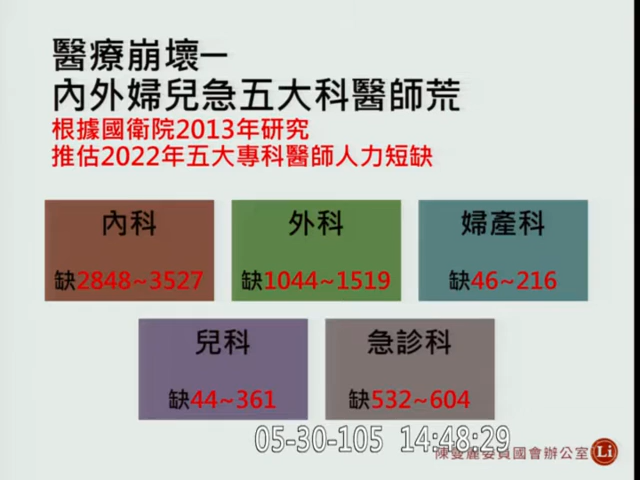 醫療崩壞—
內外婦兒急五大科醫師荒
根據國衛院2013年研究
推估2022年五大專科醫師人力短缺
內科
缺2848~3527
外科
缺1044~1519
婦產科
缺46~216
兒科
缺44~361
急診科
缺532~604
05-30-105 14:48:29
陳曼麗委員國會辦公室
Li